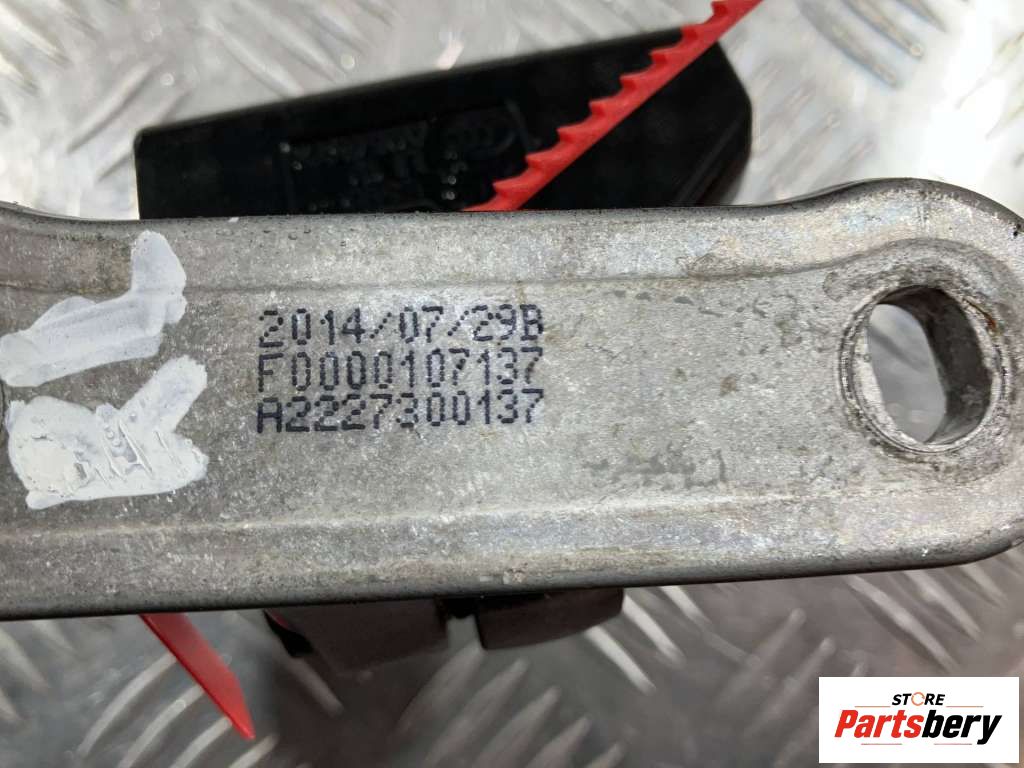 2014/07/29B
F0000107137
A2227300137
STORE
Partsbery